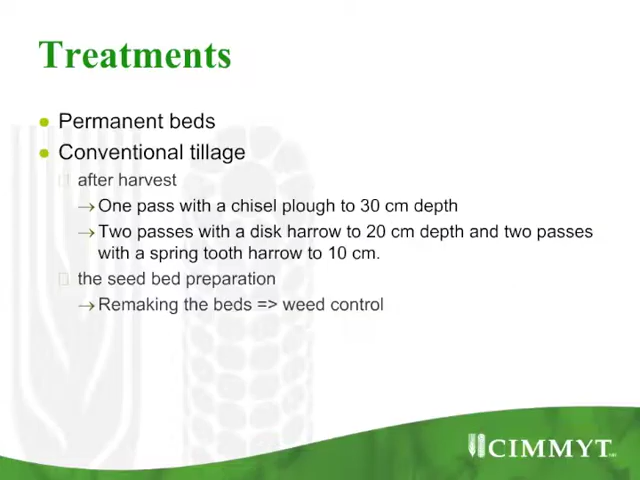 Treatments
Permanent beds
Conventional tillage
after harvest
→ One pass with a chisel plough to 30 cm depth
→ Two passes with a disk harrow to 20 cm depth and two passes
with a spring tooth harrow to 10 cm.
the seed bed preparation
→ Remaking the beds => weed control
CIMMYT